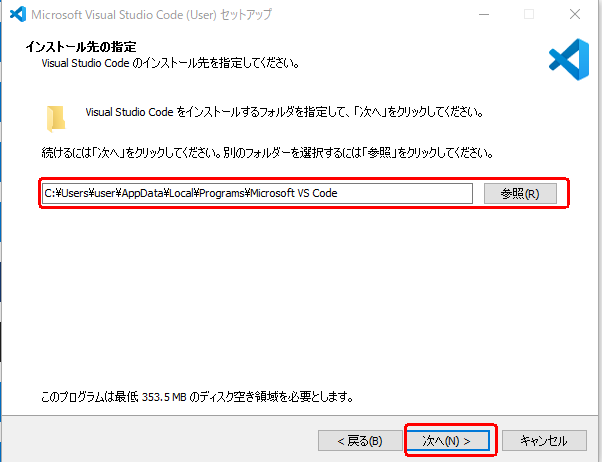 Microsoft Visual Studio Code (User) セットアップ
インストール先の指定
Visual Studio Code のインストール先を指定してください。
Visual Studio Code をインストールするフォルダを指定して、「次へ」をクリックしてください。
続けるには「次へ」をクリックしてください。別のフォルダーを選択するには「参照」をクリックしてください。
C:¥Users¥user¥AppData¥Local¥Programs¥Microsoft VS Code 参照(R)
このプログラムは最低 353.5 MB のディスク空き領域を必要とします。
< 戻る(B) 次へ(N) > キャンセル